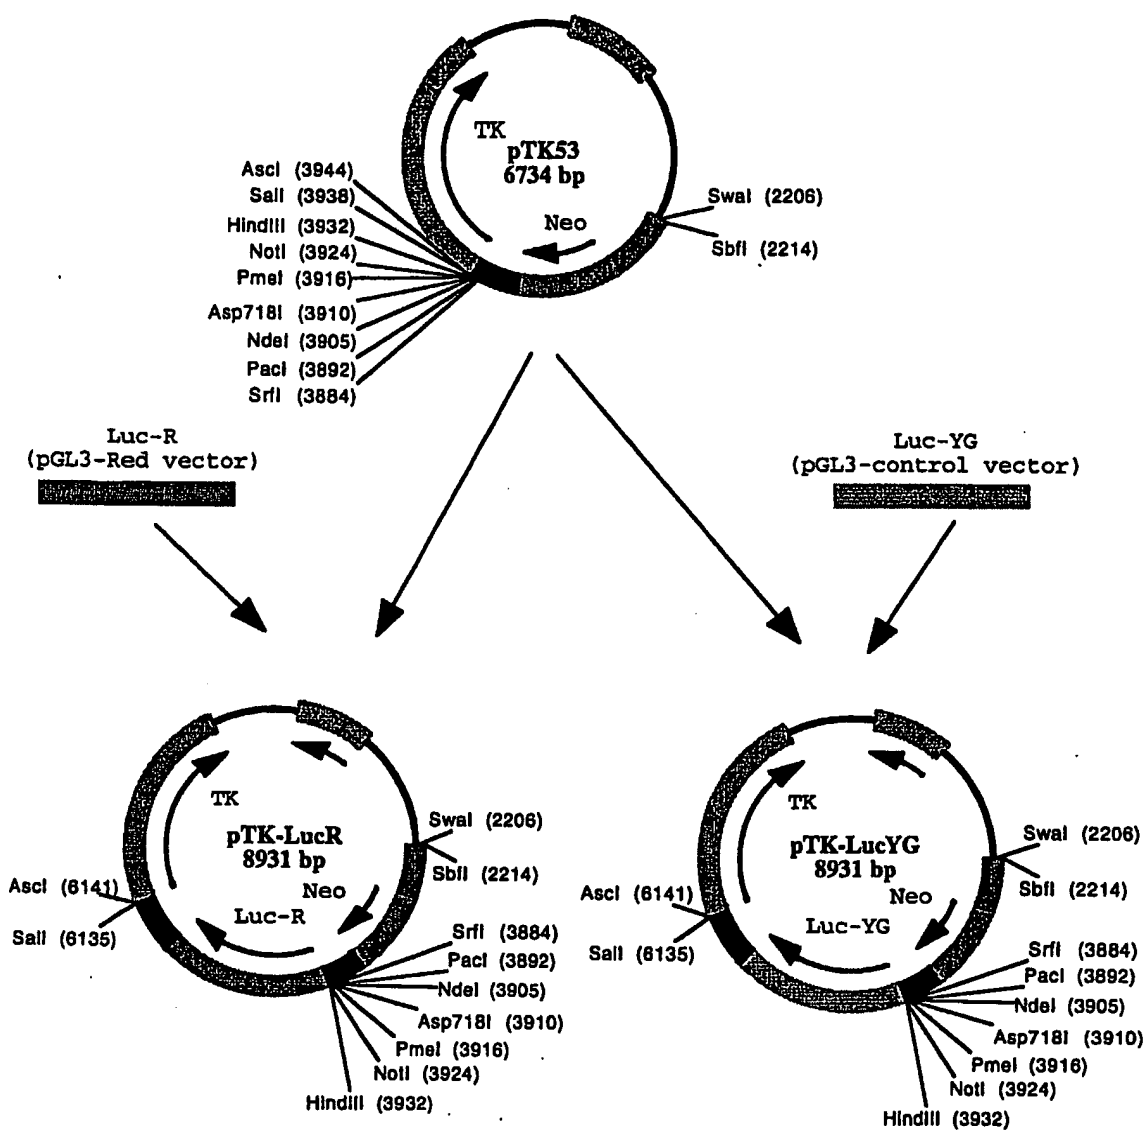 TK
pTK53
6734 bp
AscI (3944)
SalI (3938)
HindIII (3932)
NotI (3924)
PmeI (3916)
Asp718I (3910)
NdeI (3905)
PacI (3892)
SrfI (3884)
Neo
SwaI (2206)
SbfI (2214)
Luc-R
(pGL3-Red vector)
Luc-YG
(pGL3-control vector)
TK
pTK-LucR
8931 bp
Neo
Luc-R
SwaI (2206)
SbfI (2214)
AscI (6141)
SalI (6135)
SrfI (3884)
PacI (3892)
NdeI (3905)
Asp718I (3910)
PmeI (3916)
NotI (3924)
HindIII (3932)
TK
pTK-LucYG
8931 bp
Neo
Luc-YG
SwaI (2206)
SbfI (2214)
AscI (6141)
SalI (6135)
SrfI (3884)
PacI (3892)
NdeI (3905)
Asp718I (3910)
PmeI (3916)
NotI (3924)
HindIII (3932)